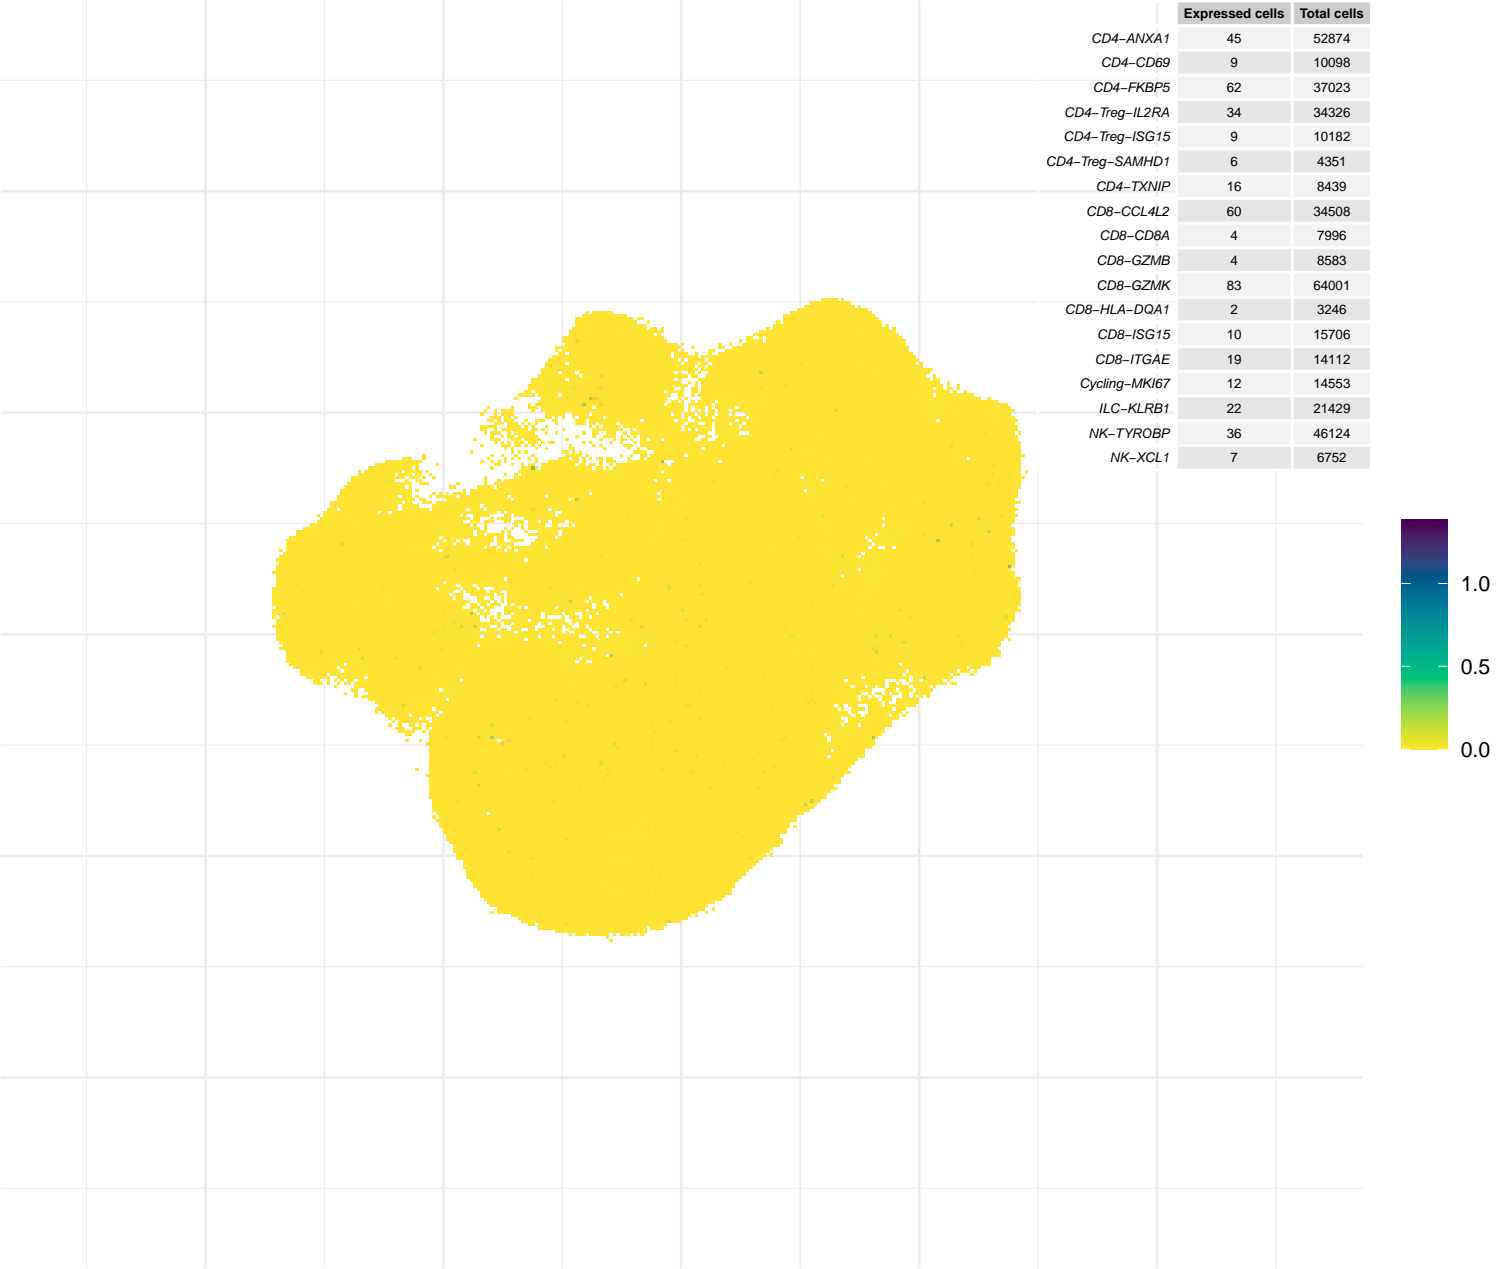 Expressed cells Total cells
CD4−ANXA1 45 52874
CD4−CD69 9 10098
CD4−FKBP5 62 37023
CD4−Treg−IL2RA 34 34326
CD4−Treg−ISG15 9 10182
CD4−Treg−SAMHD1 6 4351
CD4−TXNIP 16 8439
CD8−CCL4L2 60 34508
CD8−CD8A 4 7996
CD8−GZMB 4 8583
CD8−GZMK 83 64001
CD8−HLA−DQA1 2 3246
CD8−ISG15 10 15706
CD8−ITGAE 19 14112
Cycling−MKI67 12 14553
ILC−KLRB1 22 21429
NK−TYROBP 36 46124
NK−XCL1 7 6752
1.0
0.5
0.0